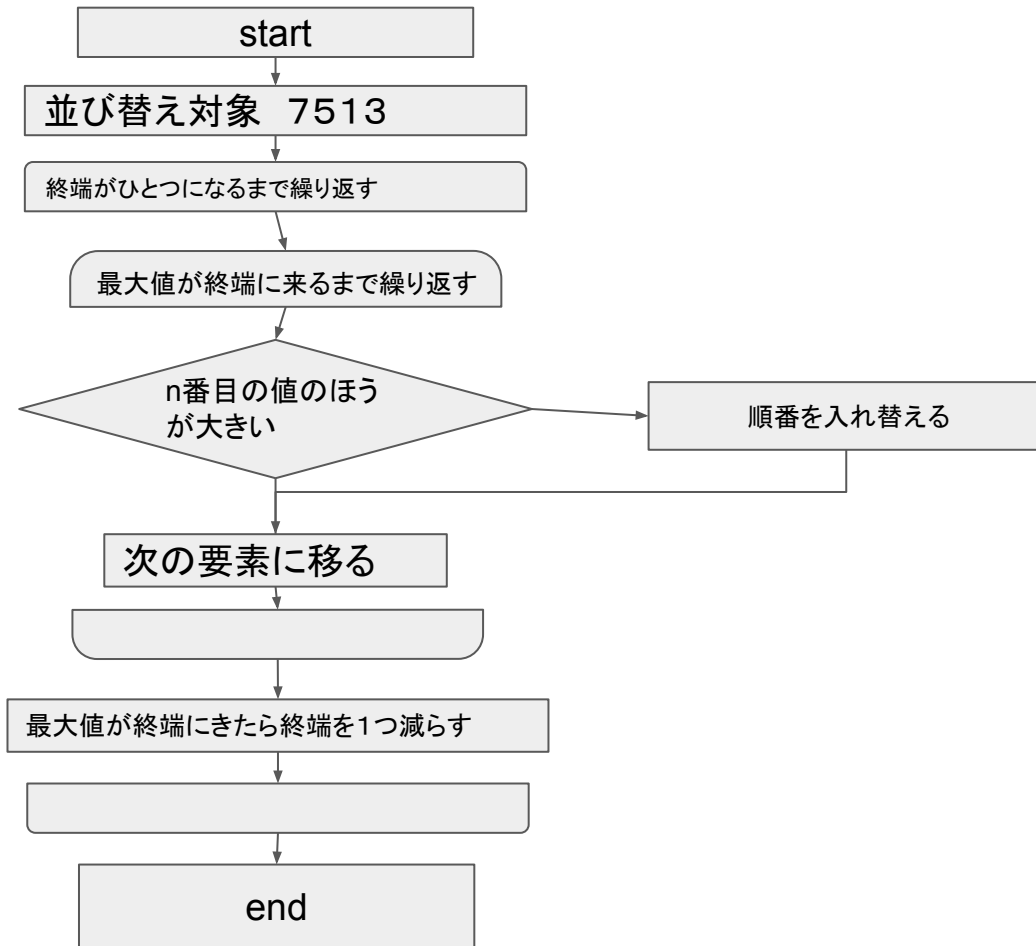 start
並び替え対象　７５１３
終端がひとつになるまで繰り返す
最大値が終端に来るまで繰り返す
n番目の値のほう
が大きい
順番を入れ替える
次の要素に移る
最大値が終端にきたら終端を１つ減らす
end